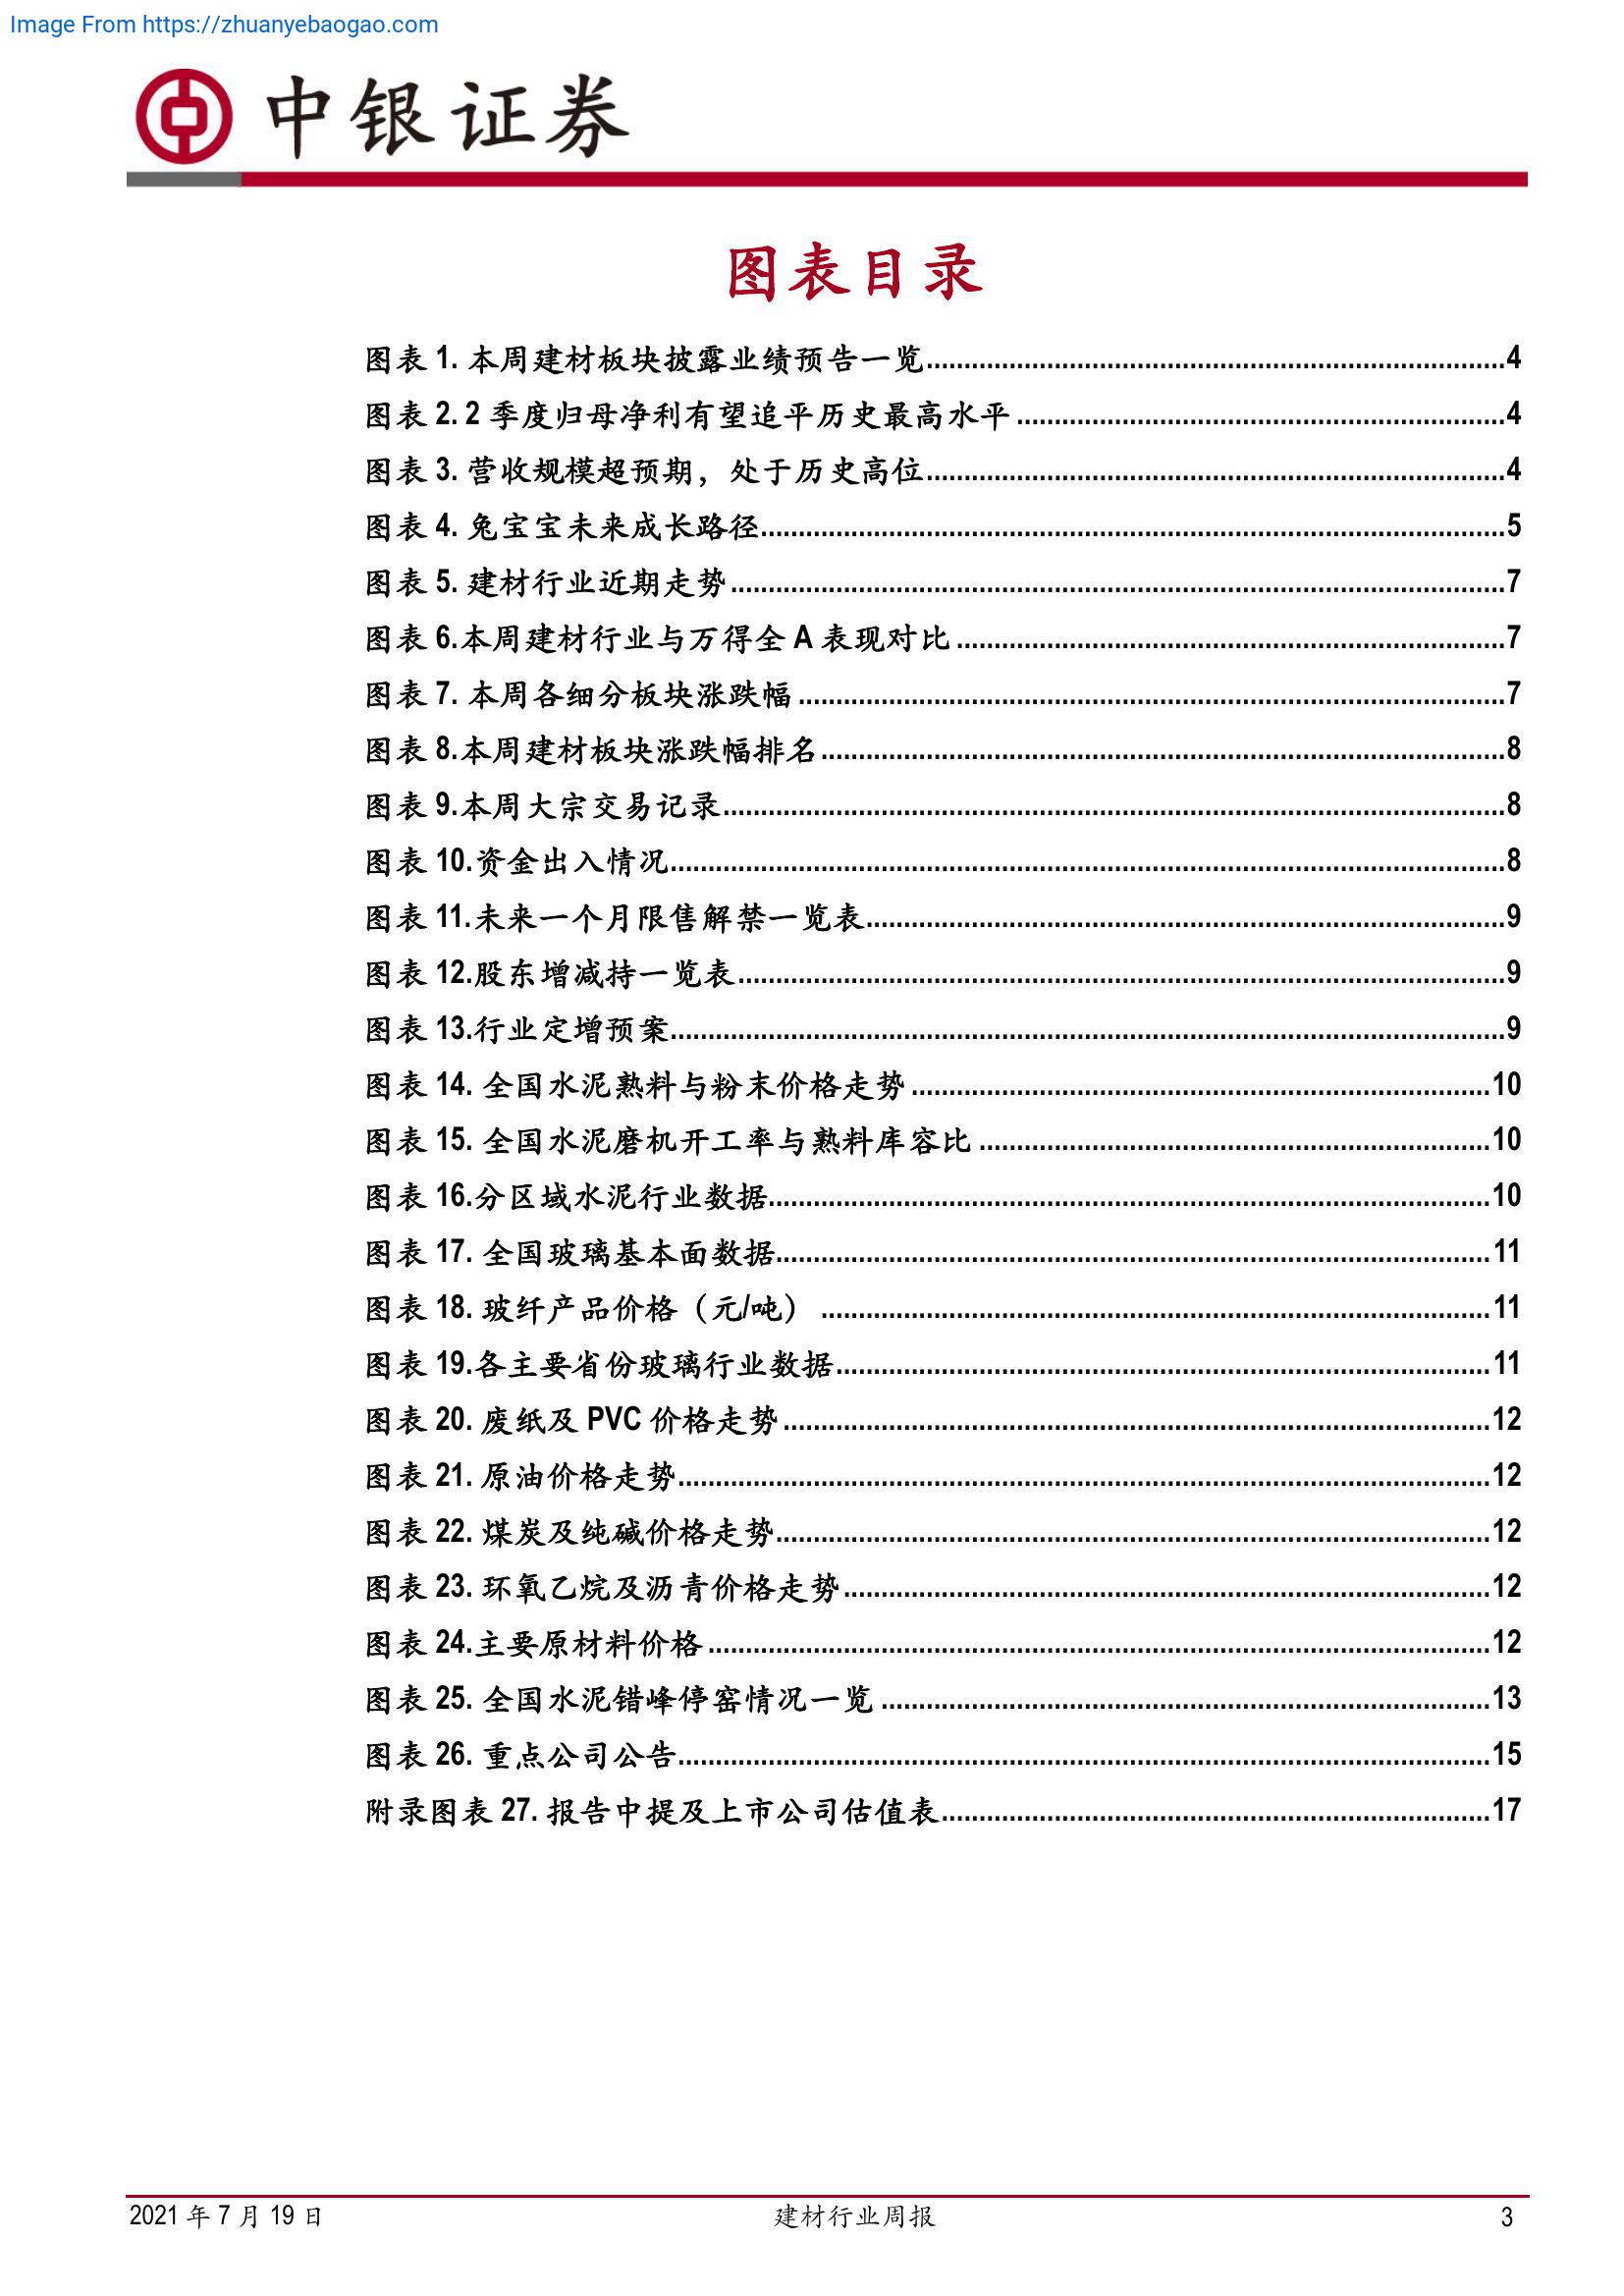 Image From https://zhuanyebaogao.com
中银证券
图表目录
图表 1. 本周建材板块披露业绩预告一览................................................................................4
图表 2. 2 季度归母净利有望追平历史最高水平................................................................4
图表 3. 营收规模超预期，处于历史高位................................................................................4
图表 4. 兔宝宝未来成长路径................................................................................5
图表 5. 建材行业近期走势................................................................................7
图表 6.本周建材行业与万得全 A 表现对比................................................................7
图表 7. 本周各细分板块涨跌幅................................................................................7
图表 8.本周建材板块涨跌幅排名................................................................................8
图表 9.本周大宗交易记录................................................................................8
图表 10.资金出入情况................................................................................8
图表 11.未来一个月限售解禁一览表................................................................................9
图表 12.股东增减持一览表................................................................................9
图表 13.行业定增预案................................................................................9
图表 14. 全国水泥熟料与粉末价格走势................................................................10
图表 15. 全国水泥磨机开工率与熟料库容比................................................................10
图表 16.分区域水泥行业数据................................................................................10
图表 17. 全国玻璃基本面数据................................................................................11
图表 18. 玻纤产品价格（元/吨）................................................................................11
图表 19.各主要省份玻璃行业数据................................................................................11
图表 20. 废纸及 PVC 价格走势................................................................................12
图表 21. 原油价格走势................................................................................12
图表 22. 煤炭及纯碱价格走势................................................................................12
图表 23. 环氧乙烷及沥青价格走势................................................................................12
图表 24.主要原材料价格................................................................................12
图表 25. 全国水泥错峰停窑情况一览................................................................13
图表 26. 重点公司公告................................................................................15
附录图表 27. 报告中提及上市公司估值表................................................................17
2021 年 7 月 19 日
建材行业周报
3